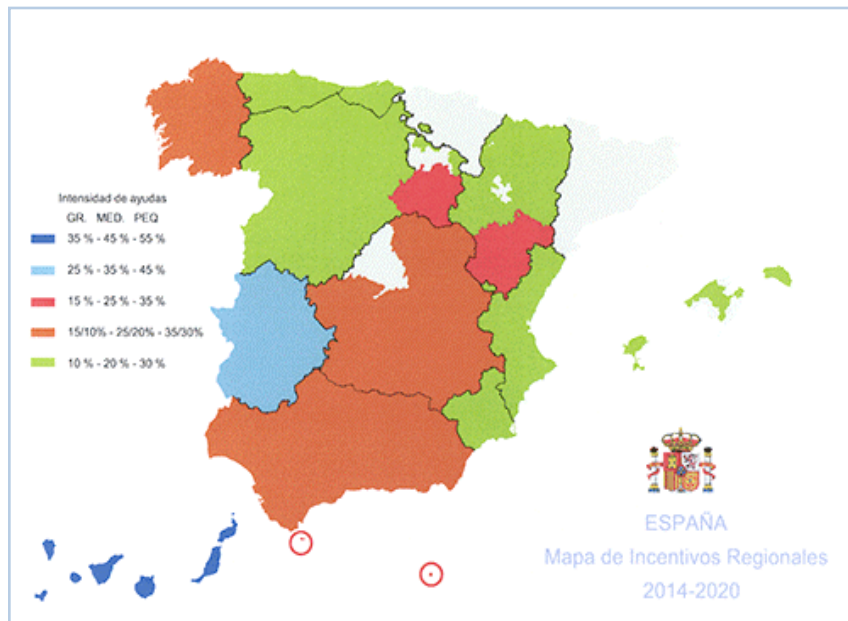 Intensidad de ayudas
GR. MED. PEQ
35 % - 45 % - 55 %
25 % - 35 % - 45 %
15 % - 25 % - 35 %
15/10% - 25/20% - 35/30%
10 % - 20 % - 30 %
ESPAÑA
Mapa de Incentivos Regionales
2014-2020